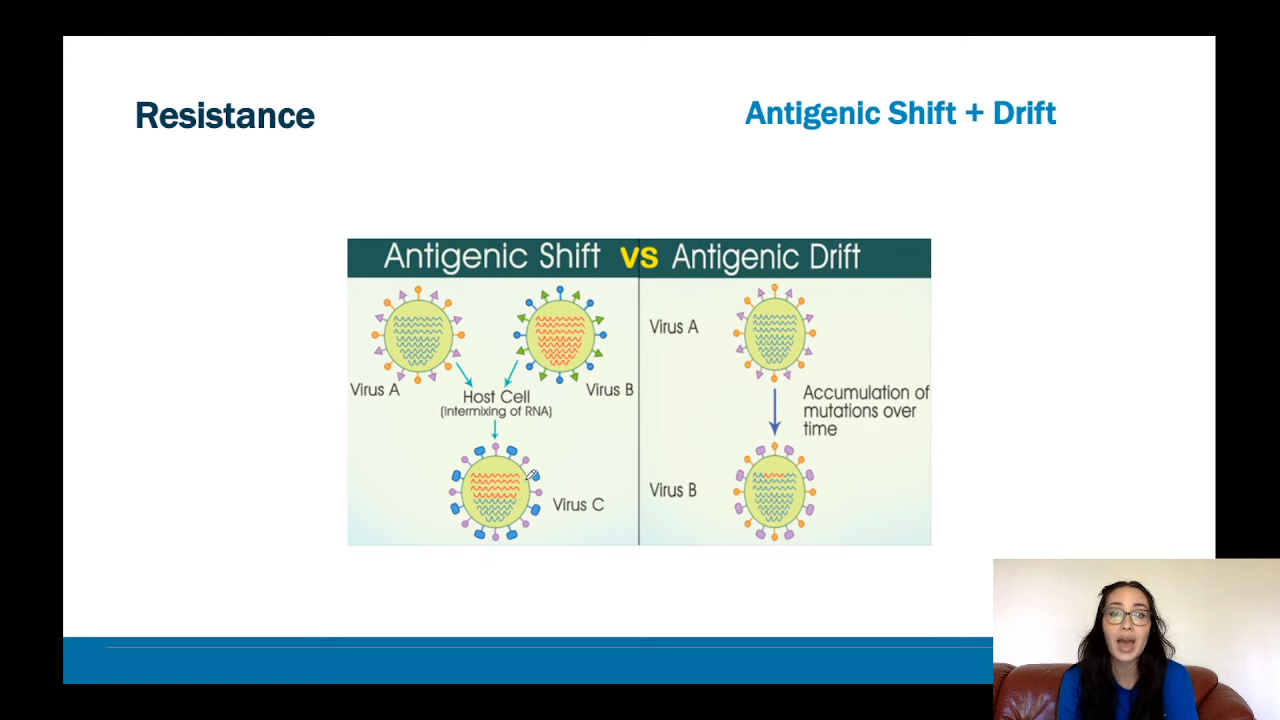 Resistance
Antigenic Shift + Drift
Antigenic Shift vs Antigenic Drift
Virus A
Virus B
Host Cell
(Intermixing of RNA)
Virus C
Virus A
Accumulation of
mutations over
time
Virus B